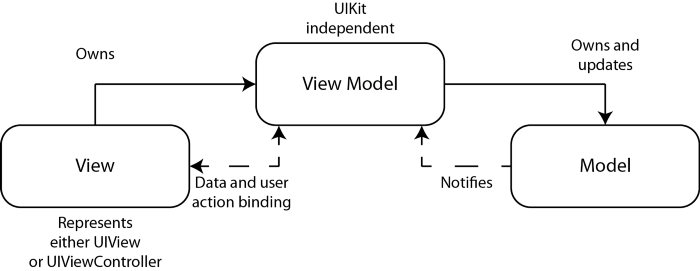 UIKit
independent
Owns
Owns and
updates
View Model
View
Data and user
action binding
Notifies
Model
Represents
either UIView
or UIViewController